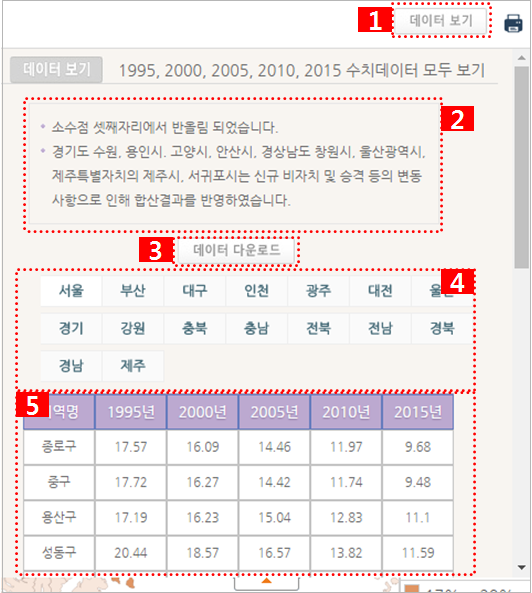 1 데이터 보기
데이터 보기 1995, 2000, 2005, 2010, 2015 수치데이터 모두 보기
2
소수점 셋째자리에서 반올림 되었습니다.
경기도 수원, 용인시. 고양시, 안산시, 경상남도 창원시, 울산광역시,
제주특별자치의 제주시, 서귀포시는 신규 비자치 및 승격 등의 변동
사항으로 인해 합산결과를 반영하였습니다.
3 데이터 다운로드
4
서울 부산 대구 인천 광주 대전
경기 강원 충북 충남 전북 전남 경북
경남 제주
5 역명 1995년 2000년 2005년 2010년 2015년
종로구 17.57 16.09 14.46 11.97 9.68
중구 17.72 16.27 14.42 11.74 9.48
용산구 17.19 16.23 15.04 12.83 11.1
성동구 20.44 18.57 16.57 13.82 11.59